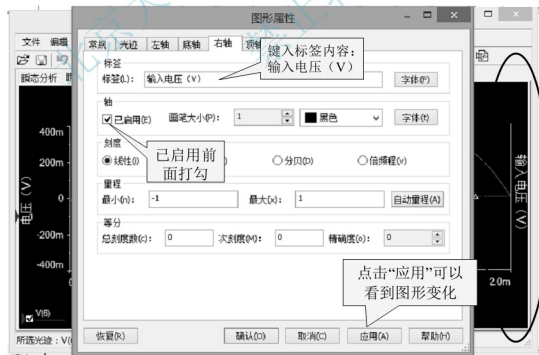 图形属性
文件 编辑
瞬态分析
常规 光迹 左轴 底轴 右轴 顶轴
标签
标签(L): 输入电压（V） 字体(F)
键入标签内容：
输入电压（V）
轴
已启用(E) 画笔大小(P): 1 黑色 字体(t)
已启用前
面打勾
刻度
线性(i) 分贝(D) 倍频程(v)
量程
最小(n): -1 最大(x): 1 自动量程(A)
等分
总刻度数(c): 0 次刻度(M): 0 精确度(o): 0
点击“应用”可以
看到图形变化
恢复(R) 确认(O) 取消(C) 应用(A) 帮助(H)
400m
200m
0
-200m
-400m
电压（V）
输入电压（V）
2.0m
V(6)
所选光迹：V(